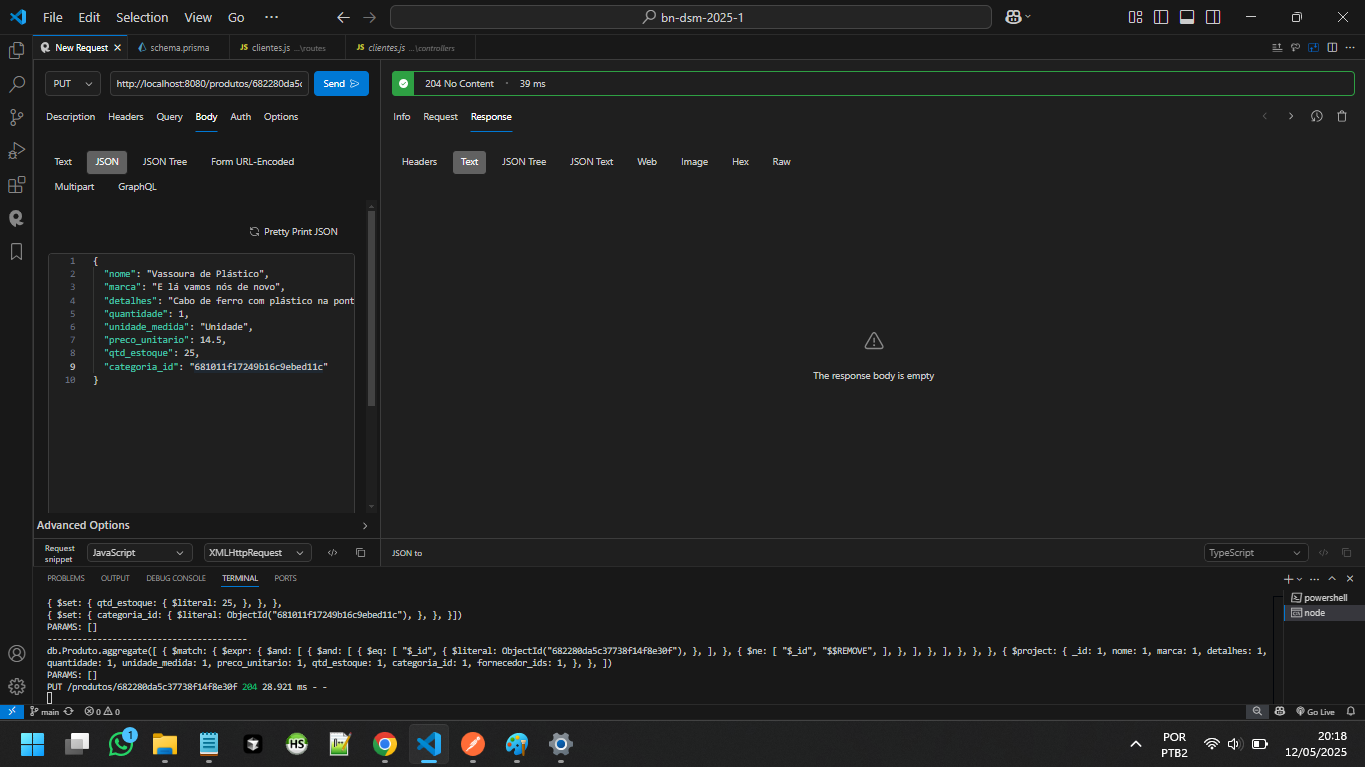 File Edit Selection View Go ···
bn-dsm-2025-1
New Request
schema.prisma
JS clientes.js ...\routes
JS clientes.js ...\controllers
PUT
http://localhost:8080/produtos/682280da5c
Send
204 No Content · 39 ms
Description Headers Query Body Auth Options
Info Request Response
Text JSON JSON Tree Form URL-Encoded
Multipart GraphQL
Headers Text JSON Tree JSON Text Web Image Hex Raw
Pretty Print JSON
1 {
2 "nome": "Vassoura de Plástico",
3 "marca": "E lá vamos nós de novo",
4 "detalhes": "Cabo de ferro com plástico na pont
5 "quantidade": 1,
6 "unidade_medida": "Unidade",
7 "preco_unitario": 14.5,
8 "qtd_estoque": 25,
9 "categoria_id": "681011f17249b16c9ebed11c"
10 }
The response body is empty
Advanced Options
Request snippet
JavaScript
XMLHttpRequest
JSON to
TypeScript
PROBLEMS OUTPUT DEBUG CONSOLE TERMINAL PORTS
{ $set: { qtd_estoque: { $literal: 25, }, }, },
{ $set: { categoria_id: { $literal: ObjectId("681011f17249b16c9ebed11c"), }, }, }])
PARAMS: []
---------------------------------------
db.Produto.aggregate([ { $match: { $expr: { $and: [ { $and: [ { $eq: [ "$_id", { $literal: ObjectId("682280da5c37738f14f8e30f"), }, ], }, { $ne: [ "$_id", "$$REMOVE", ], }, ], }, ], }, }, }, { $project: { _id: 1, nome: 1, marca: 1, detalhes: 1,
quantidade: 1, unidade_medida: 1, preco_unitario: 1, qtd_estoque: 1, categoria_id: 1, fornecedor_ids: 1, }, }, ])
PARAMS: []
PUT /produtos/682280da5c37738f14f8e30f 204 28.921 ms - -
powershell
node
main
0 0
Go Live
1
HS
POR
PTB2
20:18
12/05/2025